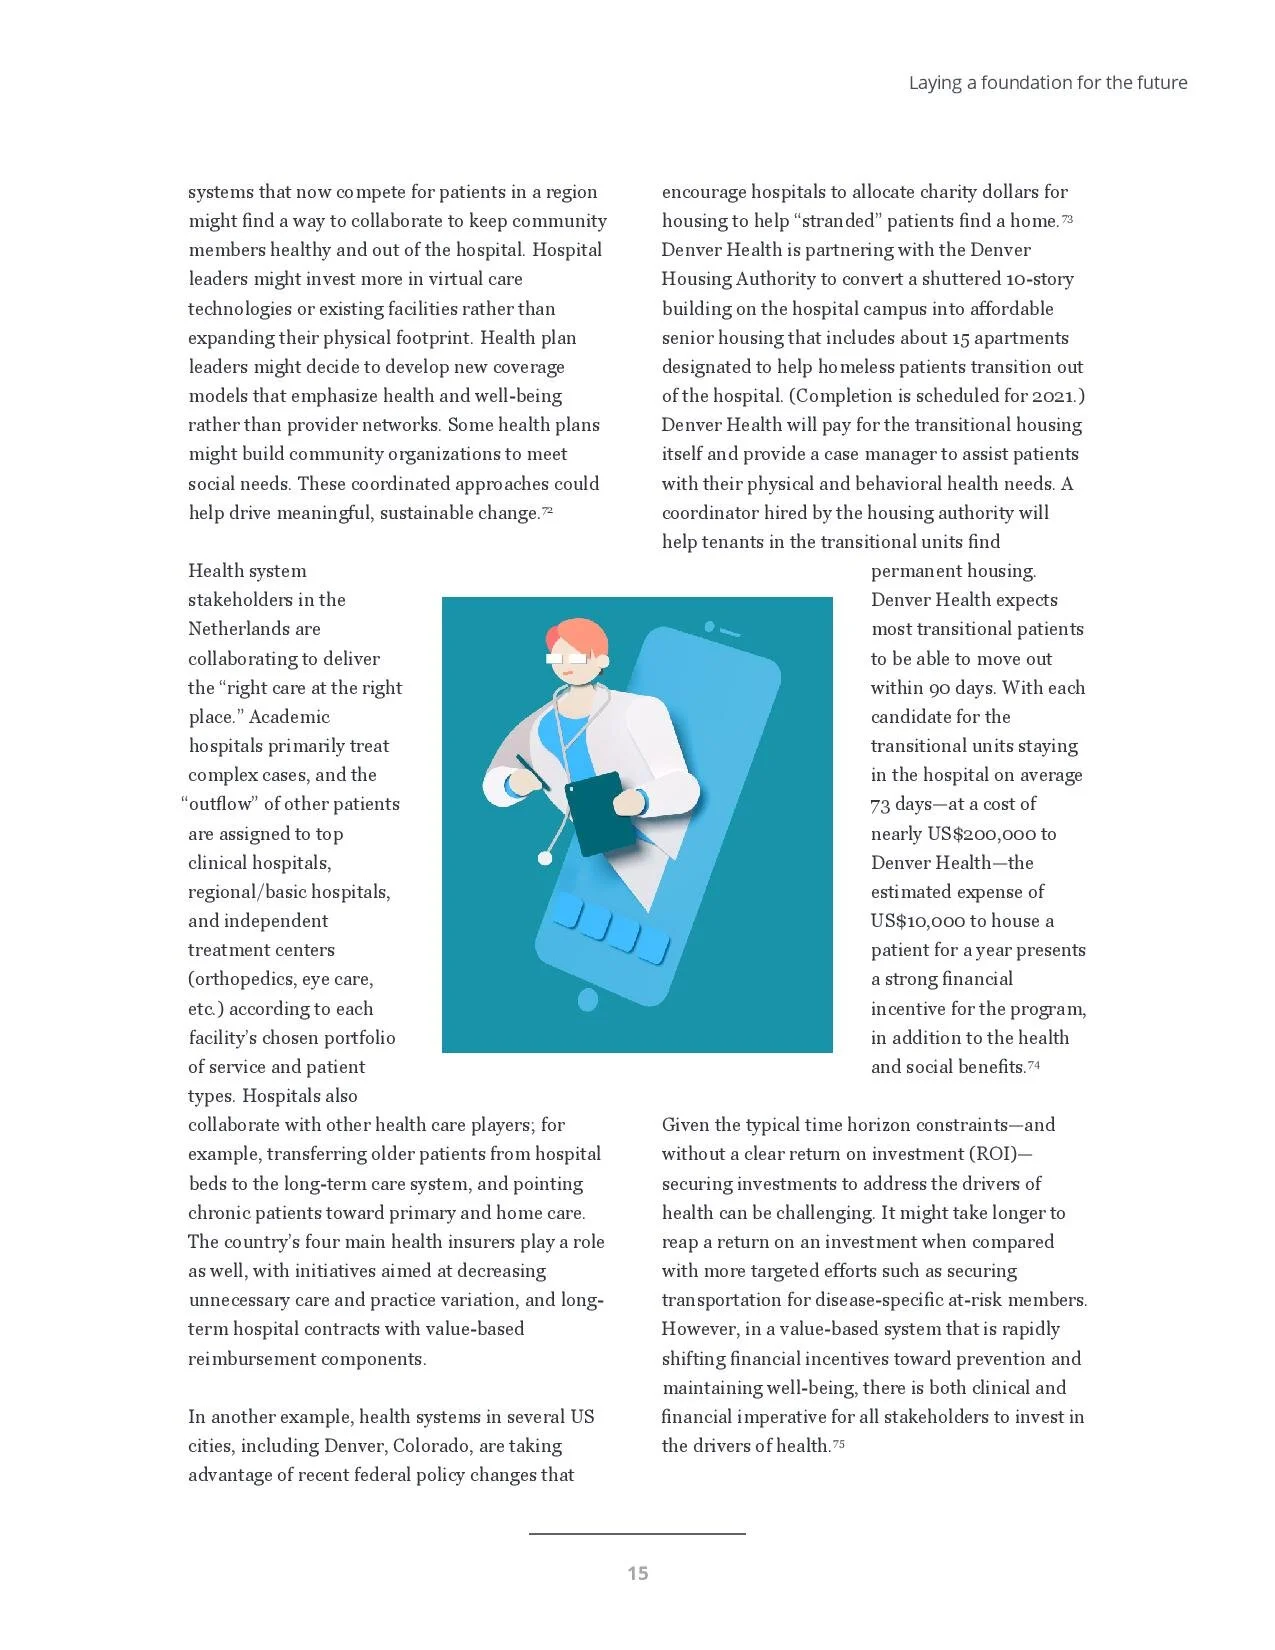 Laying a foundation for the future
systems that now compete for patients in a region
might find a way to collaborate to keep community
members healthy and out of the hospital. Hospital
leaders might invest more in virtual care
technologies or existing facilities rather than
expanding their physical footprint. Health plan
leaders might decide to develop new coverage
models that emphasize health and well-being
rather than provider networks. Some health plans
might build community organizations to meet
social needs. These coordinated approaches could
help drive meaningful, sustainable change.72
Health system
stakeholders in the
Netherlands are
collaborating to deliver
the “right care at the right
place.” Academic
hospitals primarily treat
complex cases, and the
“outflow” of other patients
are assigned to top
clinical hospitals,
regional/basic hospitals,
and independent
treatment centers
(orthopedics, eye care,
etc.) according to each
facility’s chosen portfolio
of service and patient
types. Hospitals also
collaborate with other health care players; for
example, transferring older patients from hospital
beds to the long-term care system, and pointing
chronic patients toward primary and home care.
The country’s four main health insurers play a role
as well, with initiatives aimed at decreasing
unnecessary care and practice variation, and long-
term hospital contracts with value-based
reimbursement components.
In another example, health systems in several US
cities, including Denver, Colorado, are taking
advantage of recent federal policy changes that
encourage hospitals to allocate charity dollars for
housing to help “stranded” patients find a home.73
Denver Health is partnering with the Denver
Housing Authority to convert a shuttered 10-story
building on the hospital campus into affordable
senior housing that includes about 15 apartments
designated to help homeless patients transition out
of the hospital. (Completion is scheduled for 2021.)
Denver Health will pay for the transitional housing
itself and provide a case manager to assist patients
with their physical and behavioral health needs. A
coordinator hired by the housing authority will
help tenants in the transitional units find
permanent housing.
Denver Health expects
most transitional patients
to be able to move out
within 90 days. With each
candidate for the
transitional units staying
in the hospital on average
73 days—at a cost of
nearly US$200,000 to
Denver Health—the
estimated expense of
US$10,000 to house a
patient for a year presents
a strong financial
incentive for the program,
in addition to the health
and social benefits.74
Given the typical time horizon constraints—and
without a clear return on investment (ROI)—
securing investments to address the drivers of
health can be challenging. It might take longer to
reap a return on an investment when compared
with more targeted efforts such as securing
transportation for disease-specific at-risk members.
However, in a value-based system that is rapidly
shifting financial incentives toward prevention and
maintaining well-being, there is both clinical and
financial imperative for all stakeholders to invest in
the drivers of health.75
15